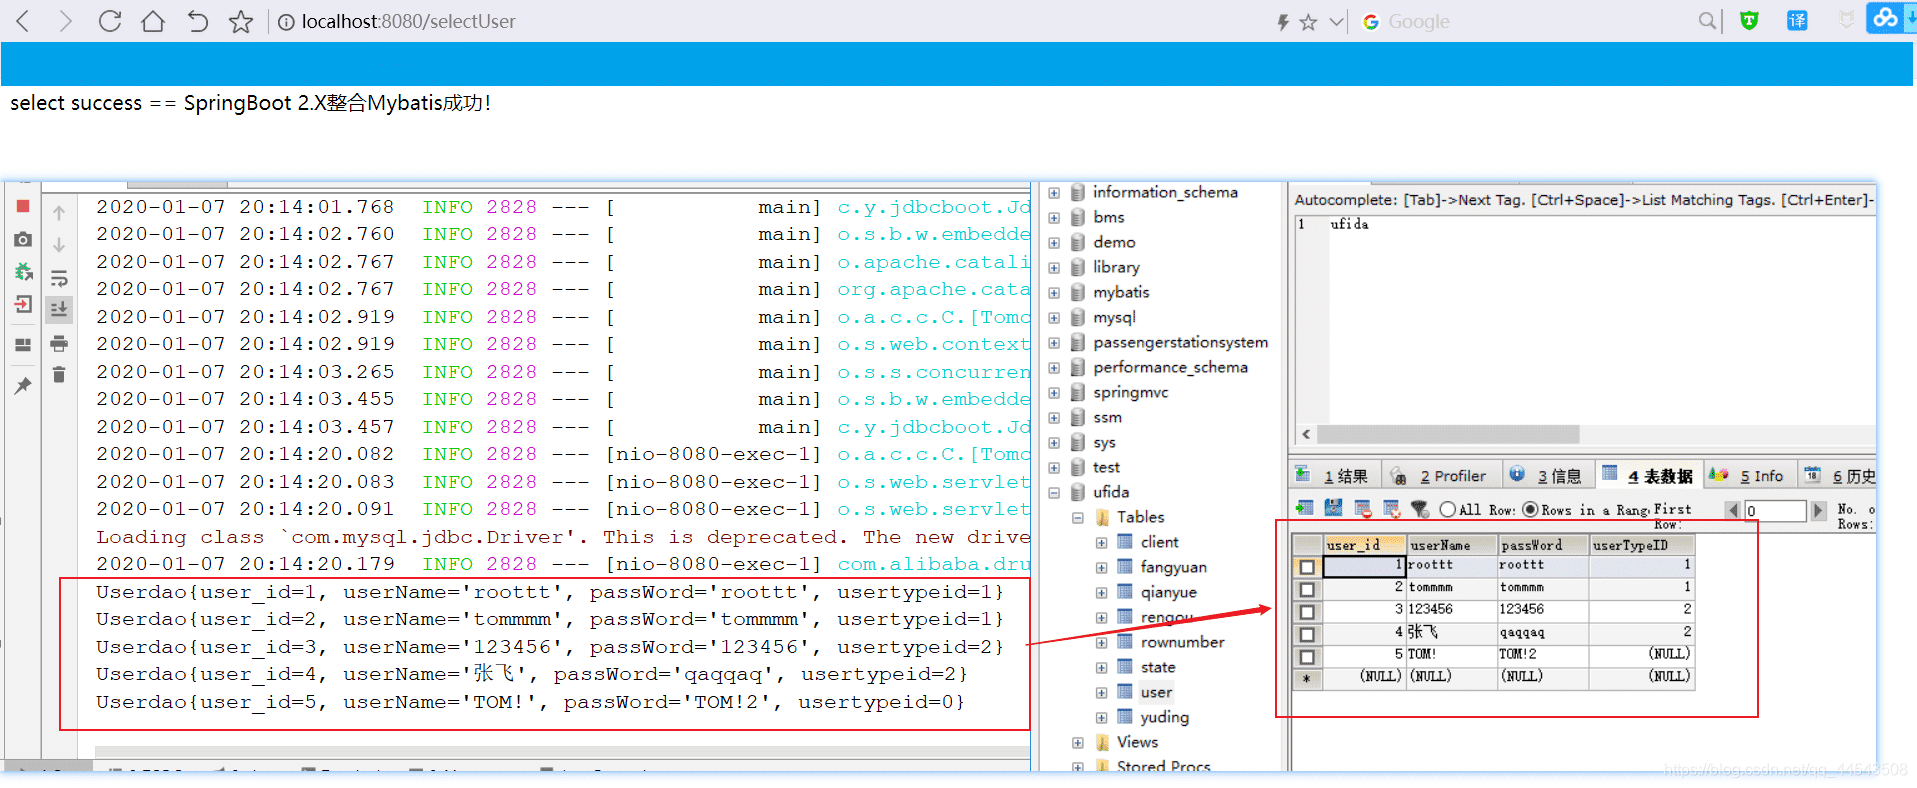 localhost:8080/selectUser
Google
译
select success == SpringBoot 2.X整合Mybatis成功!
2020-01-07 20:14:01.768 INFO 2828 --- [ main] c.y.jdbcboot.Jd
2020-01-07 20:14:02.760 INFO 2828 --- [ main] o.s.b.w.embedde
2020-01-07 20:14:02.767 INFO 2828 --- [ main] o.apache.catali
2020-01-07 20:14:02.767 INFO 2828 --- [ main] org.apache.cata
2020-01-07 20:14:02.919 INFO 2828 --- [ main] o.a.c.c.C.[Tomc
2020-01-07 20:14:02.919 INFO 2828 --- [ main] o.s.web.context
2020-01-07 20:14:03.265 INFO 2828 --- [ main] o.s.s.concurren
2020-01-07 20:14:03.455 INFO 2828 --- [ main] o.s.b.w.embedde
2020-01-07 20:14:03.457 INFO 2828 --- [ main] c.y.jdbcboot.Jd
2020-01-07 20:14:20.082 INFO 2828 --- [nio-8080-exec-1] o.a.c.c.C.[Tomc
2020-01-07 20:14:20.083 INFO 2828 --- [nio-8080-exec-1] o.s.web.servlet
2020-01-07 20:14:20.091 INFO 2828 --- [nio-8080-exec-1] o.s.web.servlet
Loading class `com.mysql.jdbc.Driver'. This is deprecated. The new drive
2020-01-07 20:14:20.179 INFO 2828 --- [nio-8080-exec-1] com.alibaba.dru
Userdao{user_id=1, userName='roottt', passWord='roottt', usertypeid=1}
Userdao{user_id=2, userName='tommmm', passWord='tommmm', usertypeid=1}
Userdao{user_id=3, userName='123456', passWord='123456', usertypeid=2}
Userdao{user_id=4, userName='张飞', passWord='qaqqaq', usertypeid=2}
Userdao{user_id=5, userName='TOM!', passWord='TOM!2', usertypeid=0}
information_schema
bms
demo
library
mybatis
mysql
passengerstationsystem
performance_schema
springmvc
ssm
sys
test
ufida
Tables
client
fangyuan
qianyue
rengou
rownumber
state
user
yuding
Views
Stored Procs
Autocomplete: [Tab]->Next Tag. [Ctrl+Space]->List Matching Tags. [Ctrl+Enter]-
1 ufida
1 结果 2 Profiler 3 信息 4 表数据 5 Info 6 历史
All Row: Rows in a Rang First Row: 0 No. o Rows:
user_id userName passWord userTypeID
1 roottt roottt 1
2 tommmm tommmm 1
3 123456 123456 2
4 张飞 qaqqaq 2
5 TOM! TOM!2 (NULL)
* (NULL) (NULL) (NULL) (NULL)
https://blog.csdn.net/qq_44543508